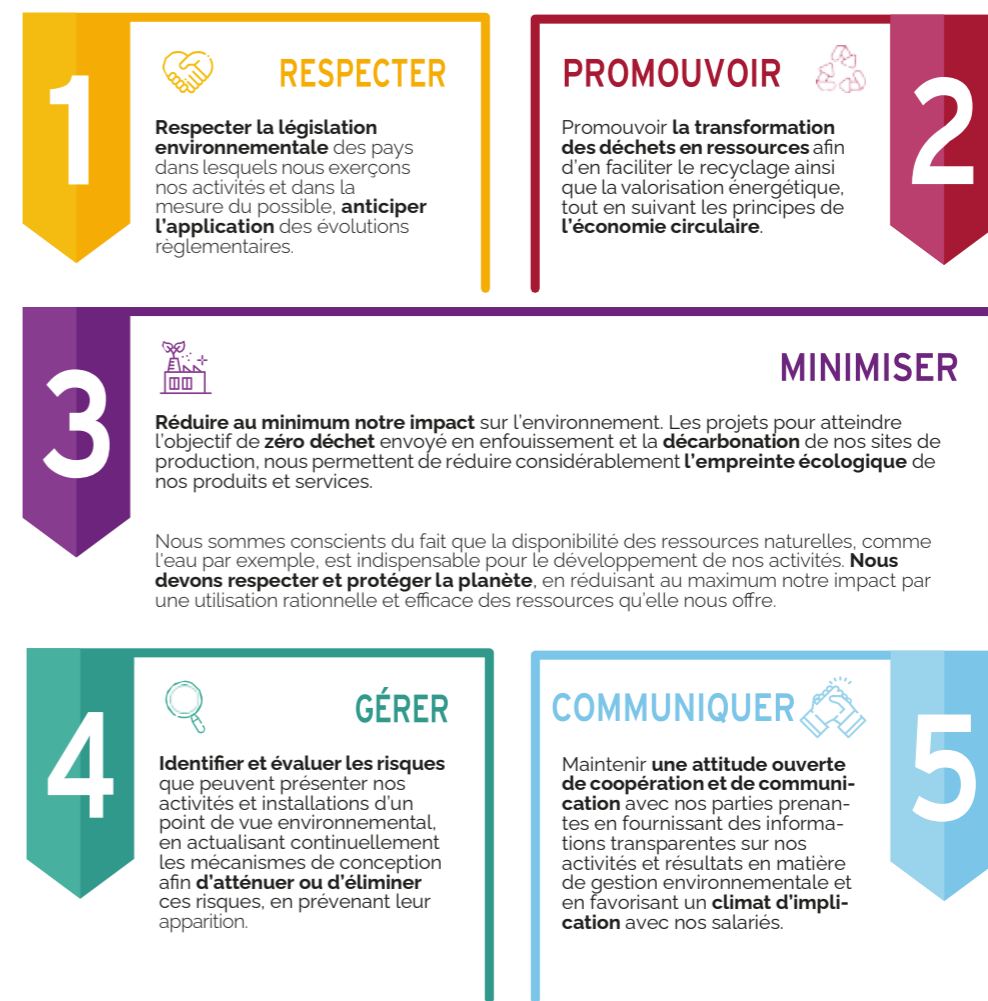 1
RESPECTER
Respecter la législation
environnementale des pays
dans lesquels nous exerçons
nos activités et dans la
mesure du possible, anticiper
l'application des évolutions
règlementaires.
PROMOUVOIR
2
Promouvoir la transformation
des déchets en ressources afin
d'en faciliter le recyclage ainsi
que la valorisation énergétique,
tout en suivant les principes de
l'économie circulaire.
3
MINIMISER
Réduire au minimum notre impact sur l'environnement. Les projets pour atteindre
l'objectif de zéro déchet envoyé en enfouissement et la décarbonation de nos sites de
production, nous permettent de réduire considérablement l'empreinte écologique de
nos produits et services.
Nous sommes conscients du fait que la disponibilité des ressources naturelles, comme
l'eau par exemple, est indispensable pour le développement de nos activités. Nous
devons respecter et protéger la planète, en réduisant au maximum notre impact par
une utilisation rationnelle et efficace des ressources qu'elle nous offre.
4
GÉRER
Identifier et évaluer les risques
que peuvent présenter nos
activités et installations d'un
point de vue environnemental,
en actualisant continuellement
les mécanismes de conception
afin d'atténuer ou d'éliminer
ces risques, en prévenant leur
apparition.
COMMUNIQUER
5
Maintenir une attitude ouverte
de coopération et de communi-
cation avec nos parties prenan-
tes en fournissant des informa-
tions transparentes sur nos
activités et résultats en matière
de gestion environnementale et
en favorisant un climat d'impli-
cation avec nos salariés.